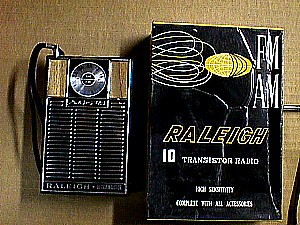 RALEIGH
FM
AM
RALEIGH
10 TRANSISTOR RADIO
HIGH SENSITIVITY
COMPLETE WITH ALL ACCESSORIES